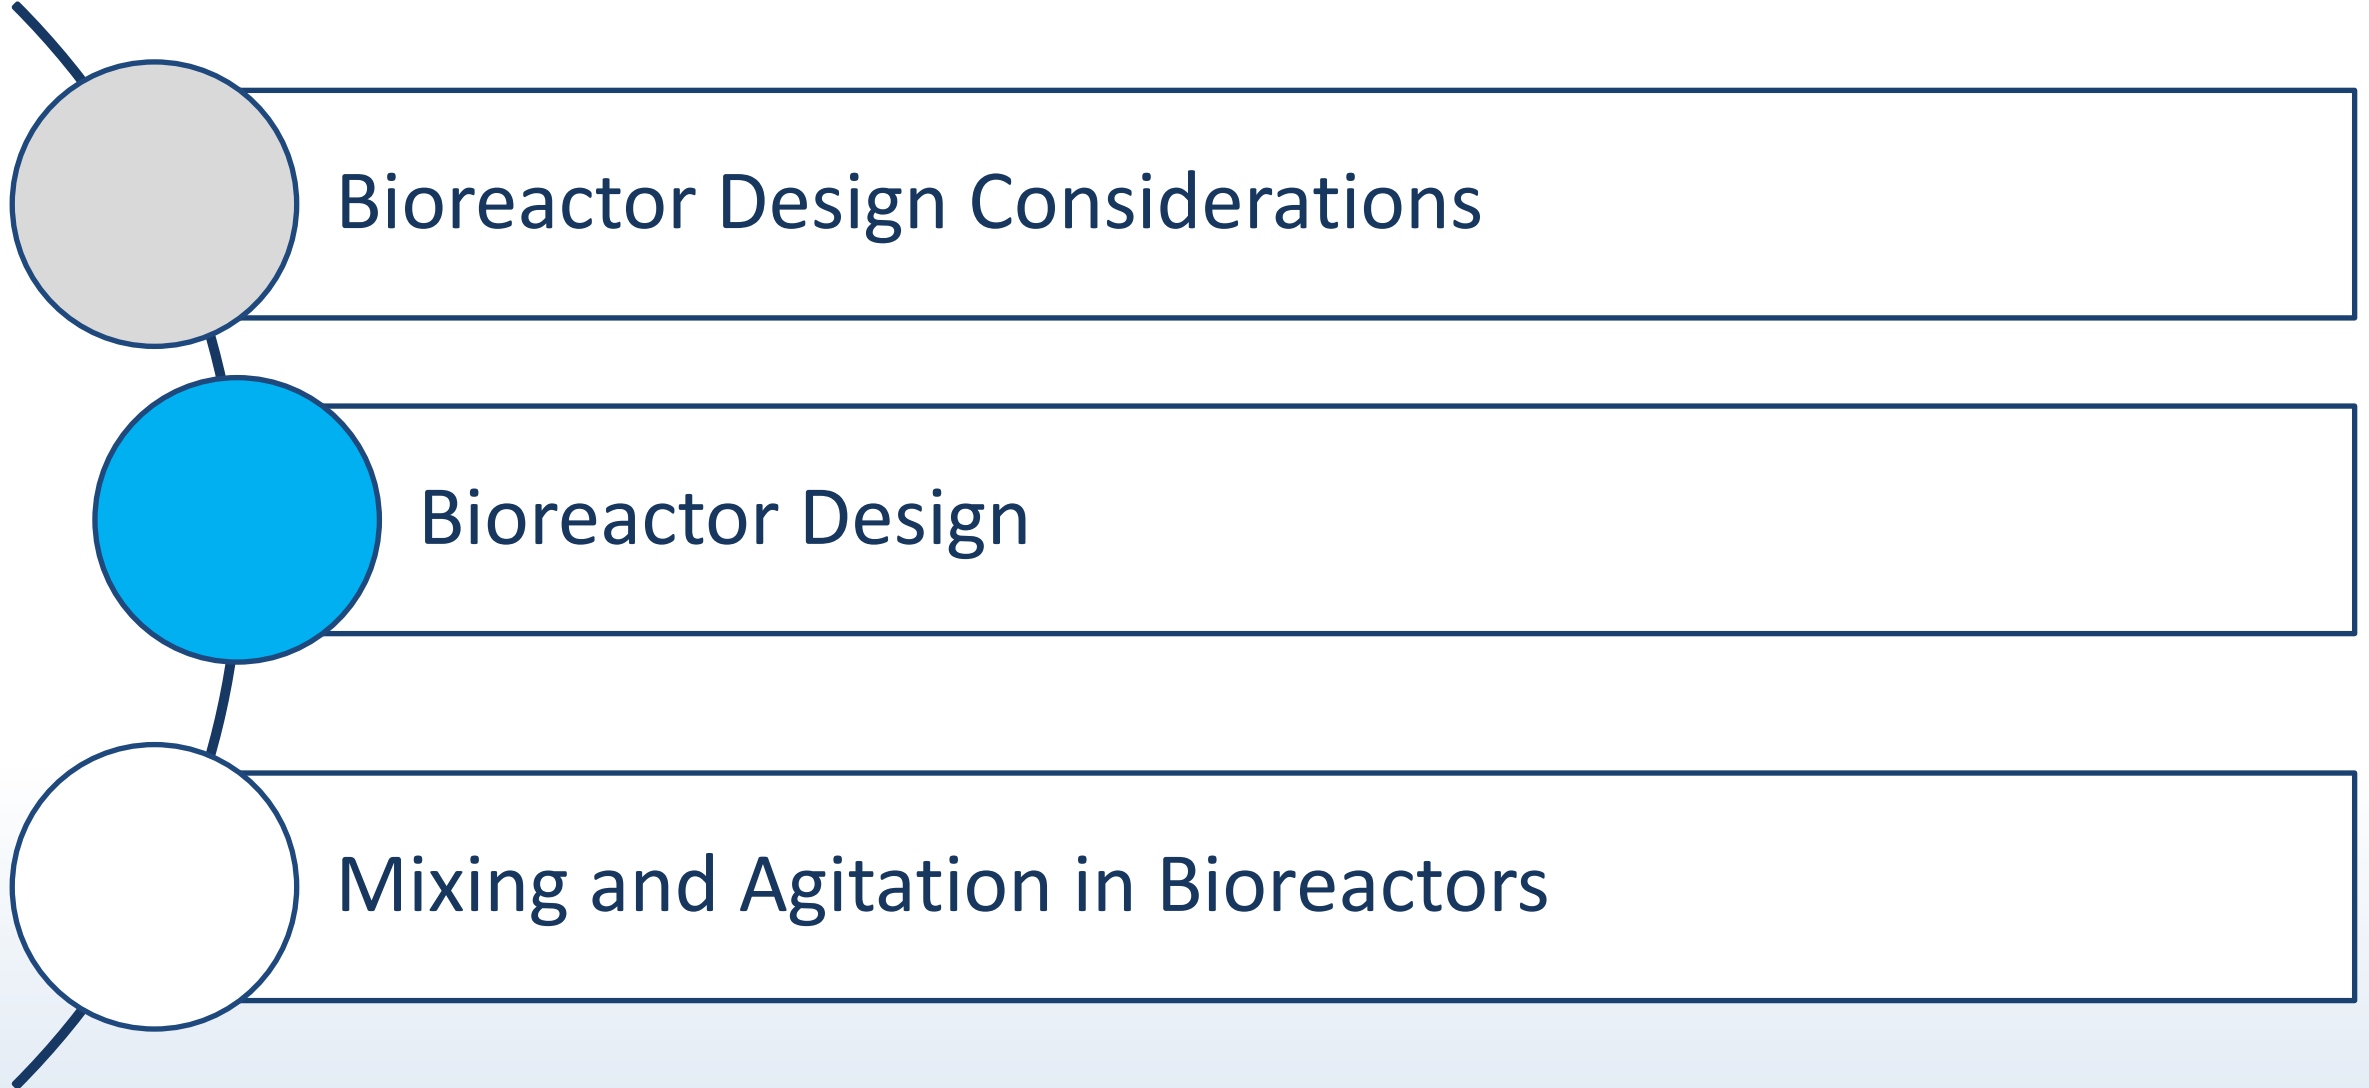 Bioreactor Design Considerations
Bioreactor Design
Mixing and Agitation in Bioreactors